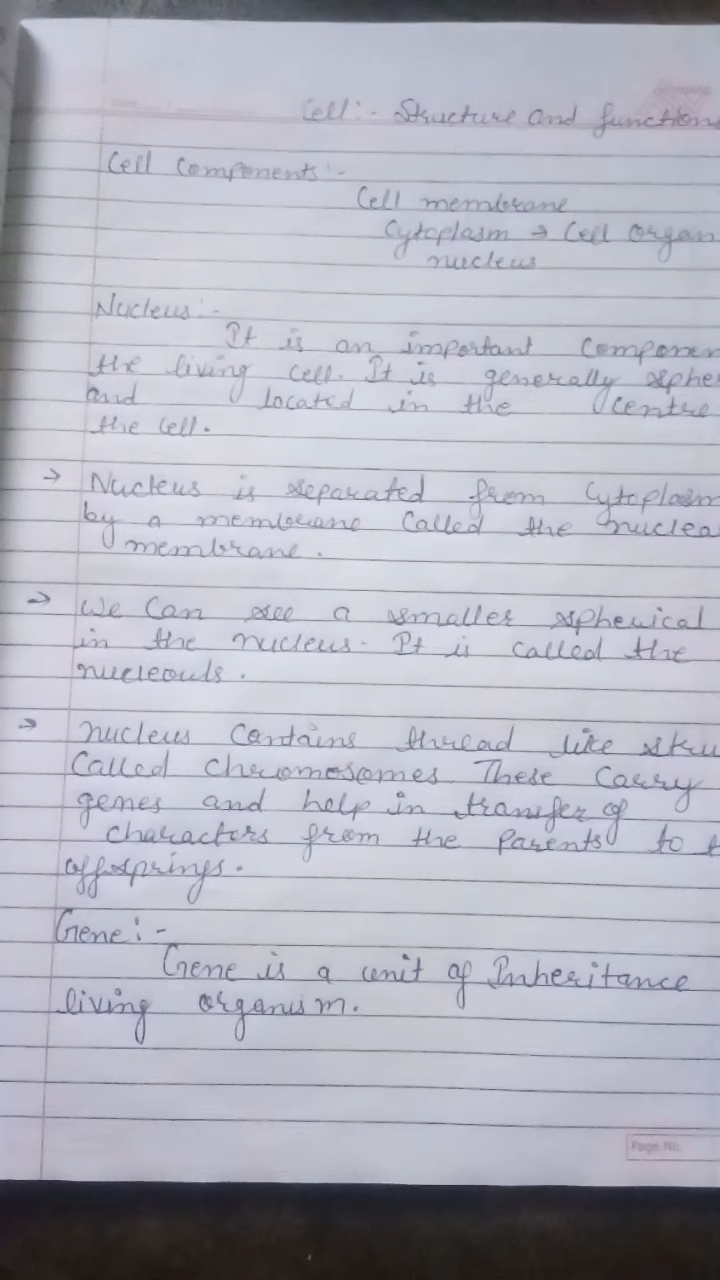 Cell:- Structure and function
Cell Components:-
Cell membrane
Cytoplasm → Cell organ
nucleus
Nucleus:-
It is an important Componen
the living cell. It is generally sphe
and located in the centre
the cell.
→ Nucleus is separated from Cytoplasm
by a membrane Called the nuclea
membrane.
→ We Can see a smaller spherical
in the nucleus. It is called the
nucleouls.
→ nucleus Contains thread like stru
Called chromosomes These Carry
genes and help in transfer of
characters from the Parents to t
offsprings.
Gene:-
Gene is a unit of Inheritance
living organism.
Page No.